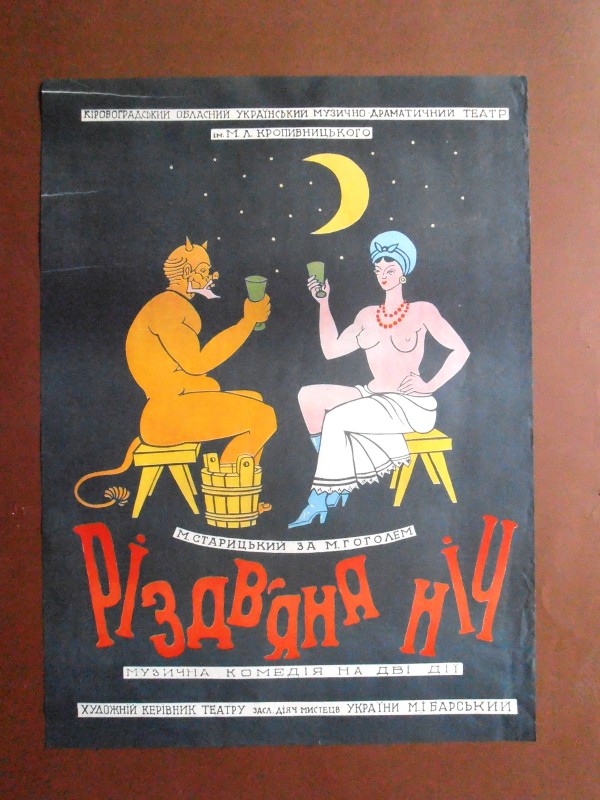 КІРОВОГРАДСЬКИЙ ОБЛАСНИЙ УКРАЇНСЬКИЙ МУЗИЧНО ДРАМАТИЧНИЙ ТЕАТР
ім. М.Л. КРОПИВНИЦЬКОГО
М. СТАРИЦЬКИЙ ЗА М. ГОГОЛЕМ
РІЗДВ'ЯНА НІЧ
МУЗИЧНА КОМЕДІЯ НА ДВІ ДІЇ
ХУДОЖНІЙ КЕРІВНИК ТЕАТРУ ЗАСЛ. ДІЯЧ МИСТЕЦВ УКРАЇНИ М.І БАРСЬКИЙ